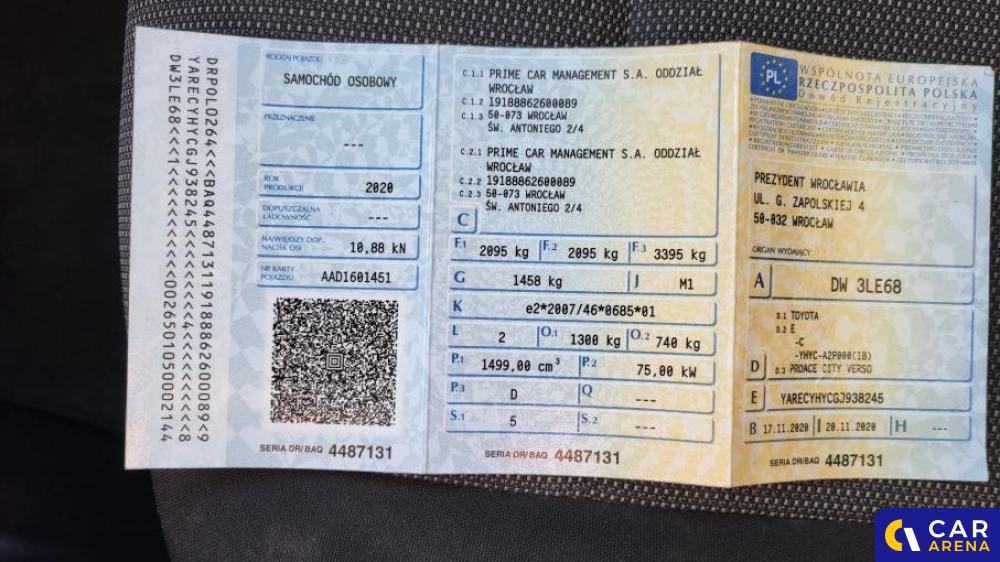 DRPOLO264<<BAQ44871311918886260089<9
YARECYHYCGJ938245<<<<<<<4<<<<<<<<8
DW3LE68<<<1<<<<<<<<<0026501050002144
RODZAJ POJAZDU
SAMOCHÓD OSOBOWY
PRZEZNACZENIE
---
ROK PRODUKCJI 2020
DOPUSZCZALNA ŁADOWNOŚĆ ---
NAJWIĘKSZY DOP. NACISK OSI 10,88 kN
NR KARTY POJAZDU AAD1601451
SERIA DR/BAQ 4487131
C.1.1 PRIME CAR MANAGEMENT S.A. ODDZIAŁ
WROCŁAW
C.1.2 19188862600089
C.1.3 50-073 WROCŁAW
ŚW. ANTONIEGO 2/4
C.2.1 PRIME CAR MANAGEMENT S.A. ODDZIAŁ
WROCŁAW
C.2.2 19188862600089
C.2.3 50-073 WROCŁAW
ŚW. ANTONIEGO 2/4
C
F.1 2095 kg F.2 2095 kg F.3 3395 kg
G 1458 kg J M1
K e2*2007/46*0685*01
L 2 O.1 1300 kg O.2 740 kg
P.1 1499,00 cm³ P.2 75,00 kW
P.3 D Q ---
S.1 5 S.2 ---
SERIA DR/BAQ 4487131
PL
WSPÓLNOTA EUROPEJSKA
RZECZPOSPOLITA POLSKA
Dowód Rejestracyjny
PREZYDENT WROCŁAWIA
UL. G. ZAPOLSKIEJ 4
50-032 WROCŁAW
ORGAN WYDAJĄCY
A DW 3LE68
D.1 TOYOTA
D.2 E
-C
-YHYC-A2P000(1B)
D D.3 PROACE CITY VERSO
E YARECYHYCGJ938245
B 17.11.2020 I 20.11.2020 H ---
SERIA DR/BAQ 4487131
CAR
ARENA